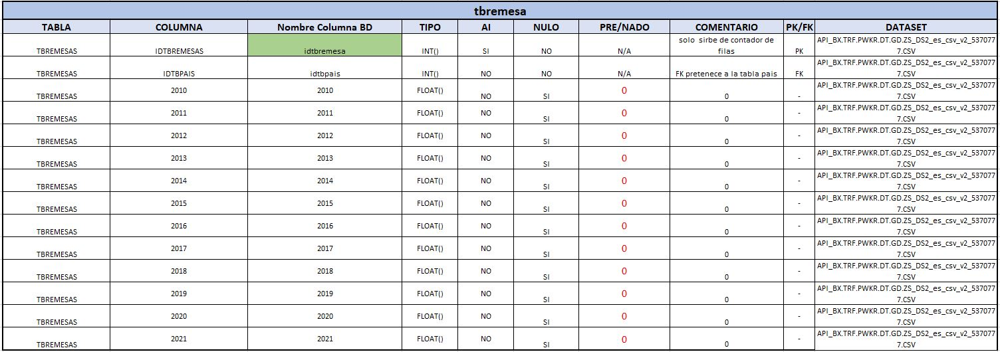 tbremesa
TABLA COLUMNA Nombre Columna BD TIPO AI NULO PRE/NADO COMENTARIO PK/FK DATASET
TBREMESAS IDTBREMESAS idtbremesa INT() SI NO N/A solo sirbe de contador de filas PK API_BX.TRF.PWKR.DT.GD.ZS_DS2_es_csv_v2_5370777.CSV
TBREMESAS IDTBPAIS idtbpais INT() NO NO N/A FK pretenece a la tabla pais FK API_BX.TRF.PWKR.DT.GD.ZS_DS2_es_csv_v2_5370777.CSV
TBREMESAS 2010 2010 FLOAT() NO SI 0 0 - API_BX.TRF.PWKR.DT.GD.ZS_DS2_es_csv_v2_5370777.CSV
TBREMESAS 2011 2011 FLOAT() NO SI 0 0 - API_BX.TRF.PWKR.DT.GD.ZS_DS2_es_csv_v2_5370777.CSV
TBREMESAS 2012 2012 FLOAT() NO SI 0 0 - API_BX.TRF.PWKR.DT.GD.ZS_DS2_es_csv_v2_5370777.CSV
TBREMESAS 2013 2013 FLOAT() NO SI 0 0 - API_BX.TRF.PWKR.DT.GD.ZS_DS2_es_csv_v2_5370777.CSV
TBREMESAS 2014 2014 FLOAT() NO SI 0 0 - API_BX.TRF.PWKR.DT.GD.ZS_DS2_es_csv_v2_5370777.CSV
TBREMESAS 2015 2015 FLOAT() NO SI 0 0 - API_BX.TRF.PWKR.DT.GD.ZS_DS2_es_csv_v2_5370777.CSV
TBREMESAS 2016 2016 FLOAT() NO SI 0 0 - API_BX.TRF.PWKR.DT.GD.ZS_DS2_es_csv_v2_5370777.CSV
TBREMESAS 2017 2017 FLOAT() NO SI 0 0 - API_BX.TRF.PWKR.DT.GD.ZS_DS2_es_csv_v2_5370777.CSV
TBREMESAS 2018 2018 FLOAT() NO SI 0 0 - API_BX.TRF.PWKR.DT.GD.ZS_DS2_es_csv_v2_5370777.CSV
TBREMESAS 2019 2019 FLOAT() NO SI 0 0 - API_BX.TRF.PWKR.DT.GD.ZS_DS2_es_csv_v2_5370777.CSV
TBREMESAS 2020 2020 FLOAT() NO SI 0 0 - API_BX.TRF.PWKR.DT.GD.ZS_DS2_es_csv_v2_5370777.CSV
TBREMESAS 2021 2021 FLOAT() NO SI 0 0 - API_BX.TRF.PWKR.DT.GD.ZS_DS2_es_csv_v2_5370777.CSV